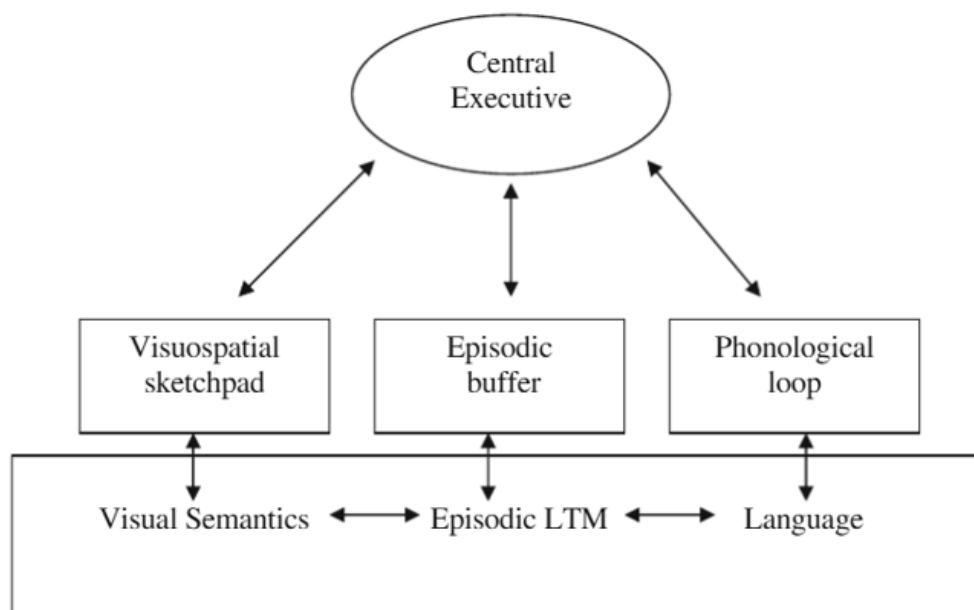 Central
Executive
Visuospatial
sketchpad
Episodic
buffer
Phonological
loop
Visual Semantics
Episodic LTM
Language